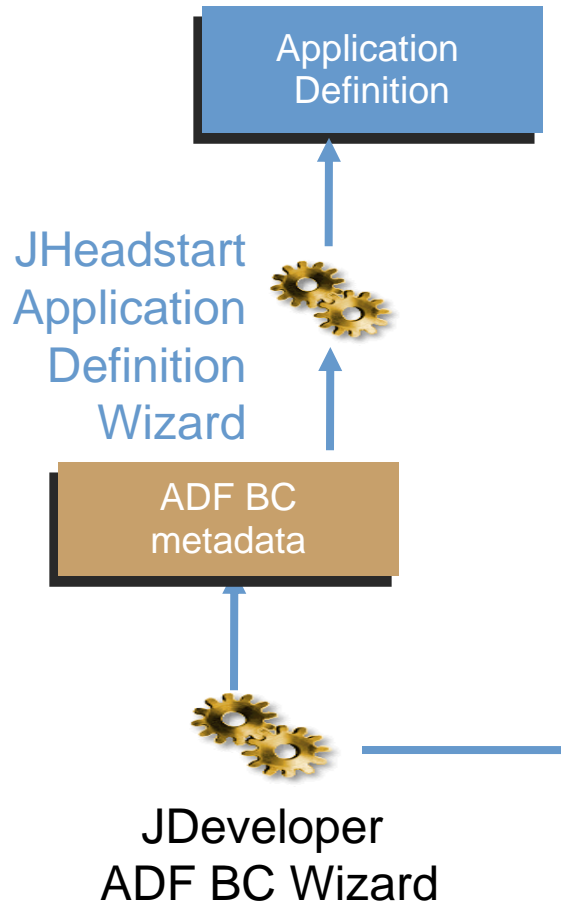 Application
Definition
JHeadstart
Application
Definition
Wizard
ADF BC
metadata
JDeveloper
ADF BC Wizard